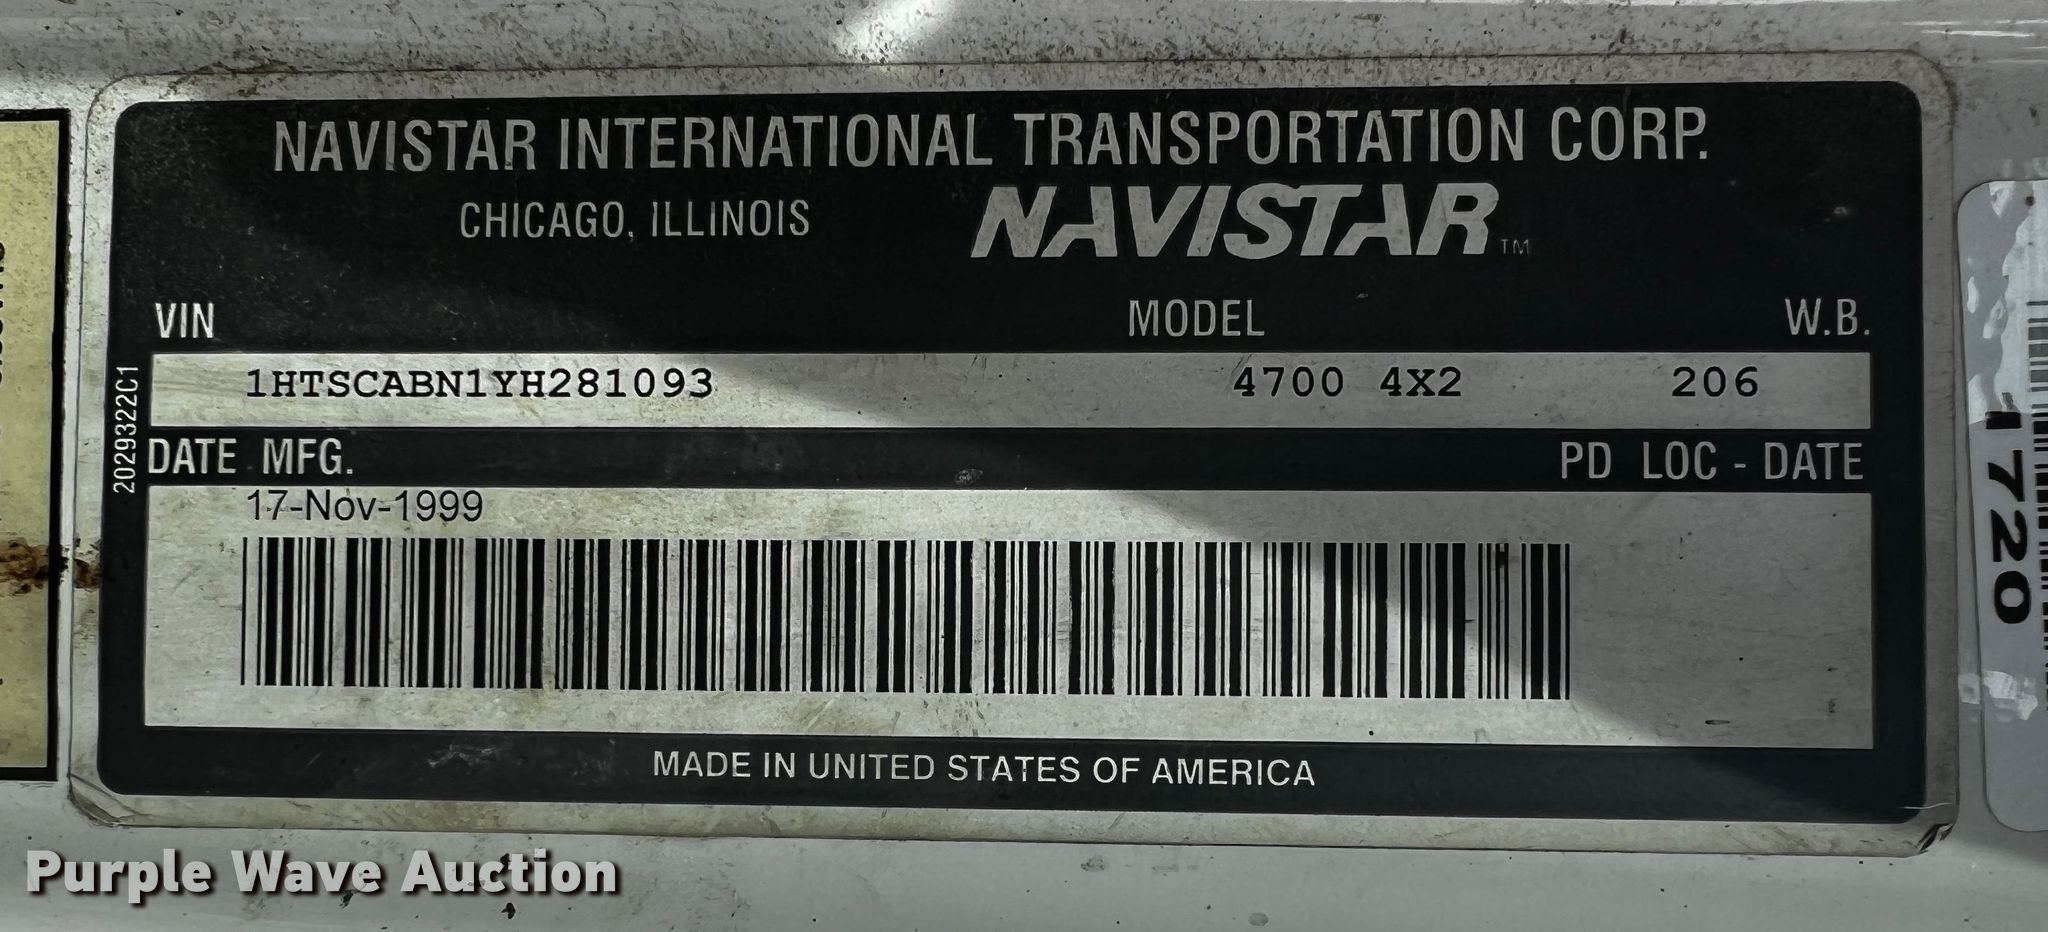 NAVISTAR INTERNATIONAL TRANSPORTATION CORP.
CHICAGO, ILLINOIS NAVISTAR TM
VIN MODEL W.B.
1HTSCABN1YH281093 4700 4X2 206
2029322C1
DATE MFG. PD LOC - DATE
17-Nov-1999
MADE IN UNITED STATES OF AMERICA
1720
Purple Wave Auction